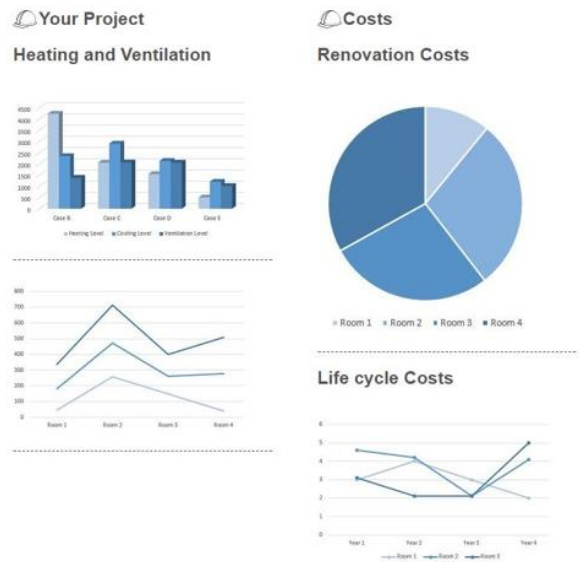 Your Project
Heating and Ventilation
4500
4000
3500
3000
2500
2000
1500
1000
500
0
Case B Case C Case D Case E
Heating Level Cooling Level Ventilation Level
800
700
600
500
400
300
200
100
0
Room 1 Room 2 Room 3 Room 4
Costs
Renovation Costs
Room 1 Room 2 Room 3 Room 4
Life cycle Costs
6
5
4
3
2
1
0
Year 1 Year 2 Year 3 Year 4
Room 1 Room 2 Room 3